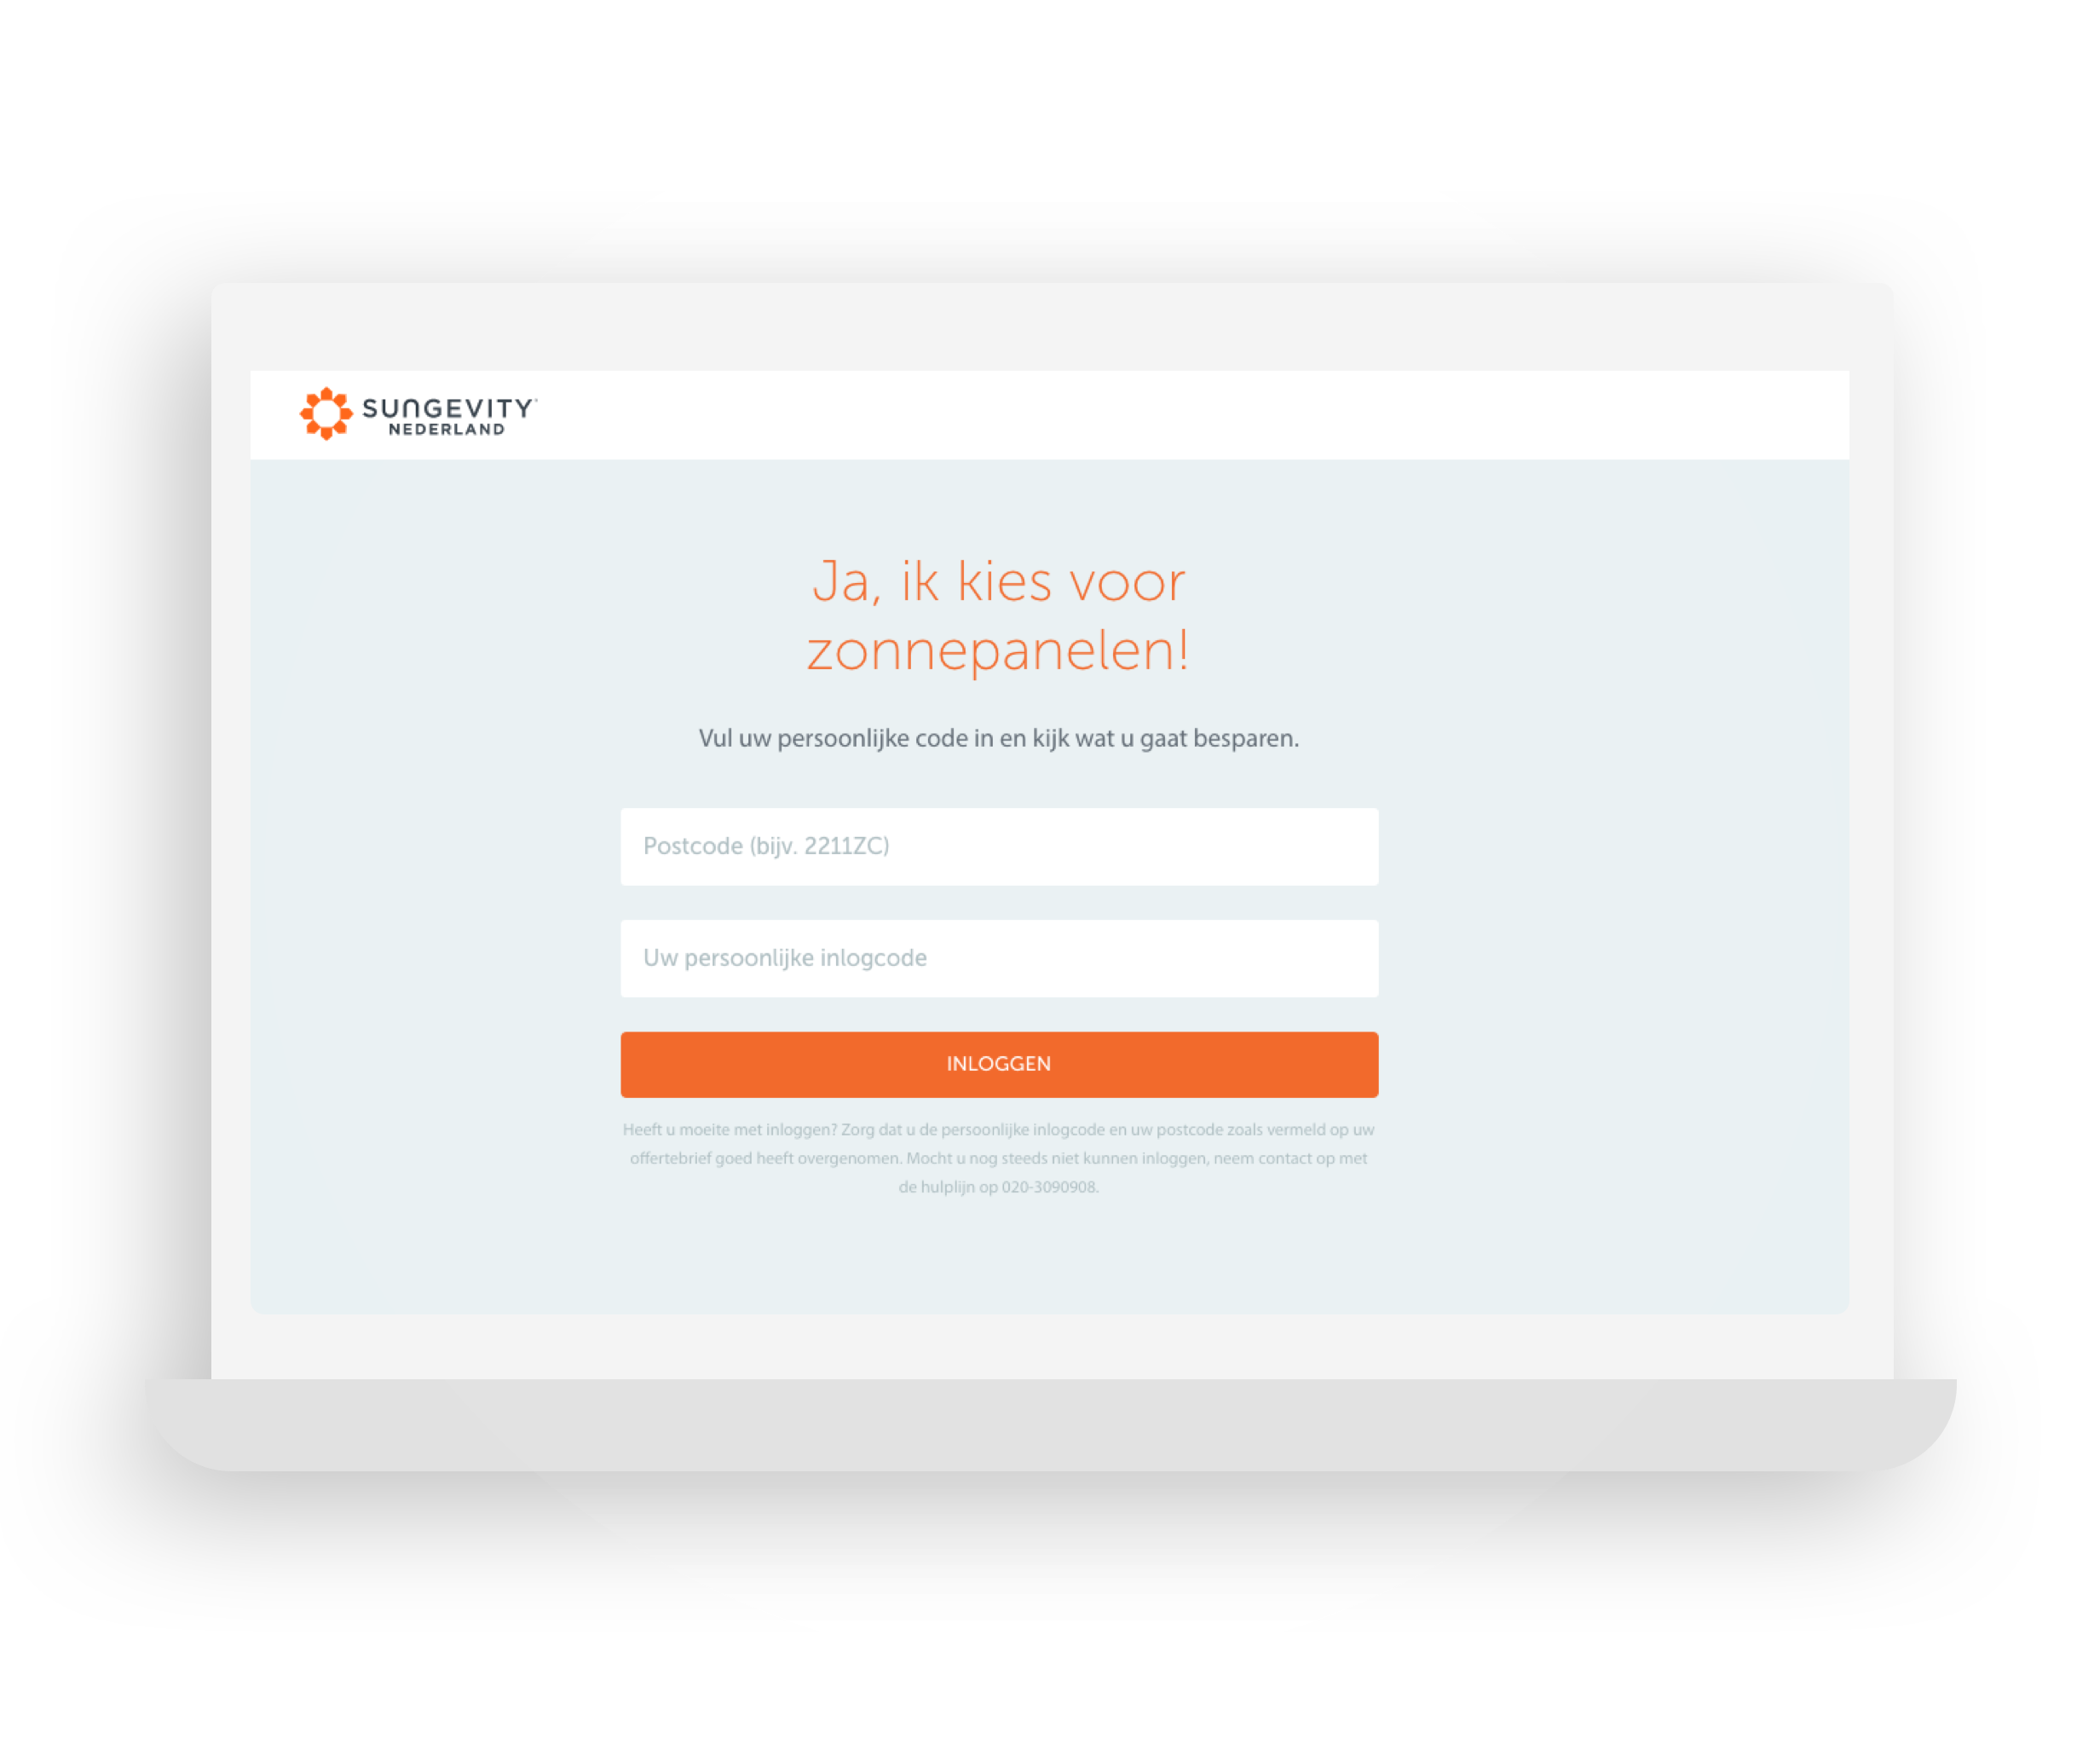 SUNGEVITY
NEDERLAND
Ja, ik kies voor
zonnepanelen!
Vul uw persoonlijke code in en kijk wat u gaat besparen.
Postcode (bijv. 2211ZC)
Uw persoonlijke inlogcode
INLOGGEN
Heeft u moeite met inloggen? Zorg dat u de persoonlijke inlogcode en uw postcode zoals vermeld op uw
offertebrief goed heeft overgenomen. Mocht u nog steeds niet kunnen inloggen, neem contact op met
de hulplijn op 020-3090908.